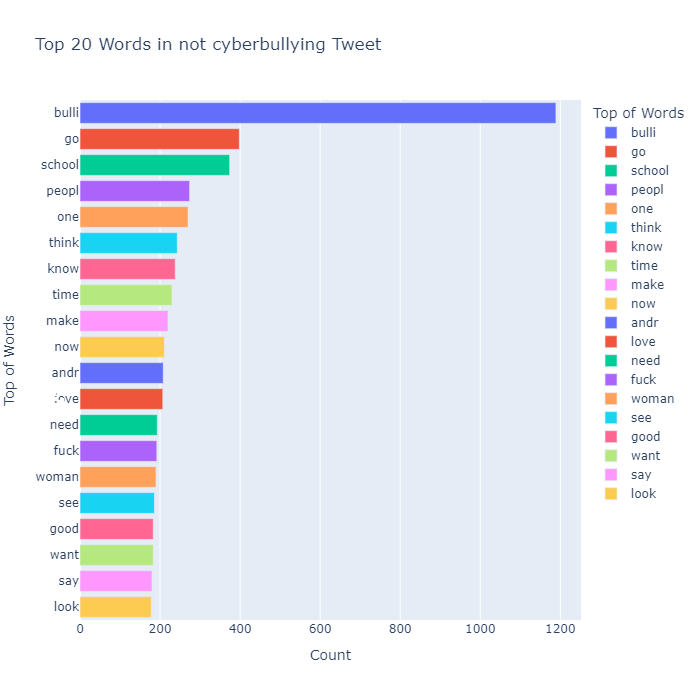 Top 20 Words in not cyberbullying Tweet
Top of Words
bulli
go
school
peopl
one
think
know
time
make
now
andr
love
need
fuck
woman
see
good
want
say
look
0 200 400 600 800 1000 1200
Count
Top of Words
bulli
go
school
peopl
one
think
know
time
make
now
andr
love
need
fuck
woman
see
good
want
say
look